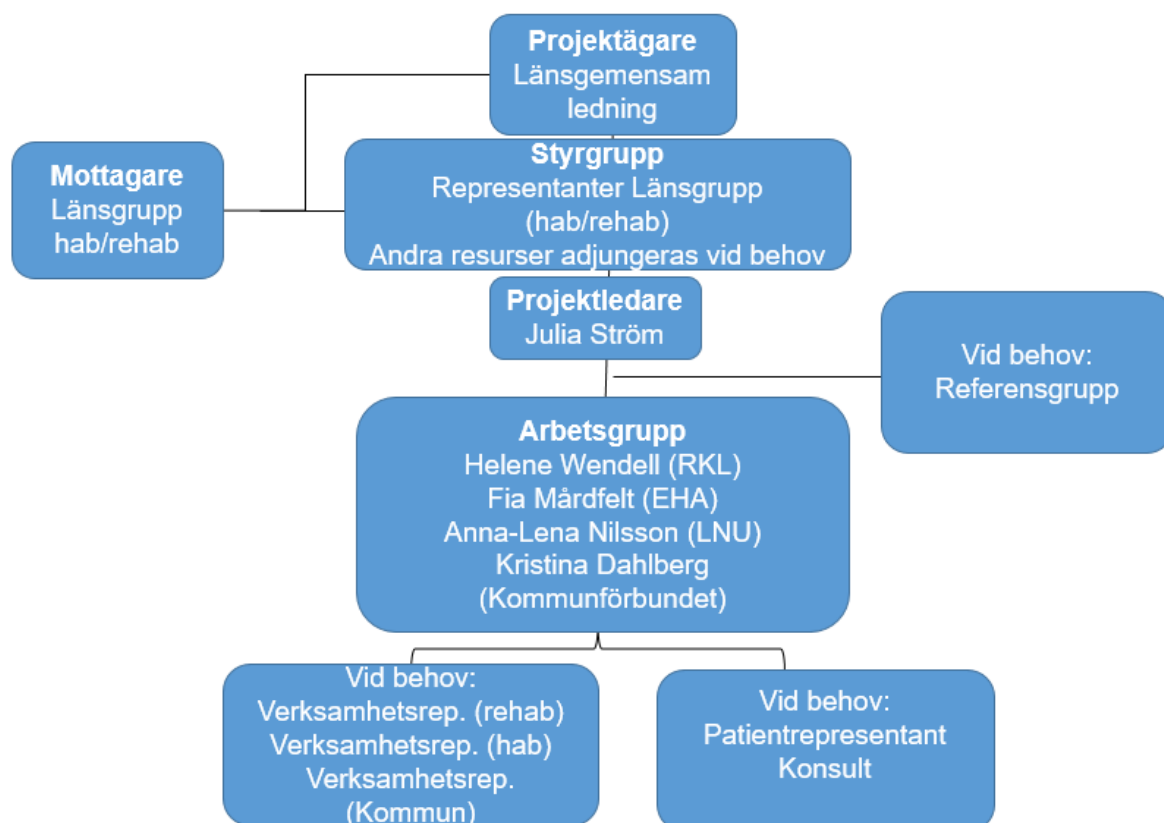 Projektägare
Länsgemensam
ledning
Mottagare
Länsgrupp
hab/rehab
Styrgrupp
Representanter Länsgrupp
(hab/rehab)
Andra resurser adjungeras vid behov
Projektledare
Julia Ström
Vid behov:
Referensgrupp
Arbetsgrupp
Helene Wendell (RKL)
Fia Mårdfelt (EHA)
Anna-Lena Nilsson (LNU)
Kristina Dahlberg
(Kommunförbundet)
Vid behov:
Verksamhetsrep. (rehab)
Verksamhetsrep. (hab)
Verksamhetsrep.
(Kommun)
Vid behov:
Patientrepresentant
Konsult